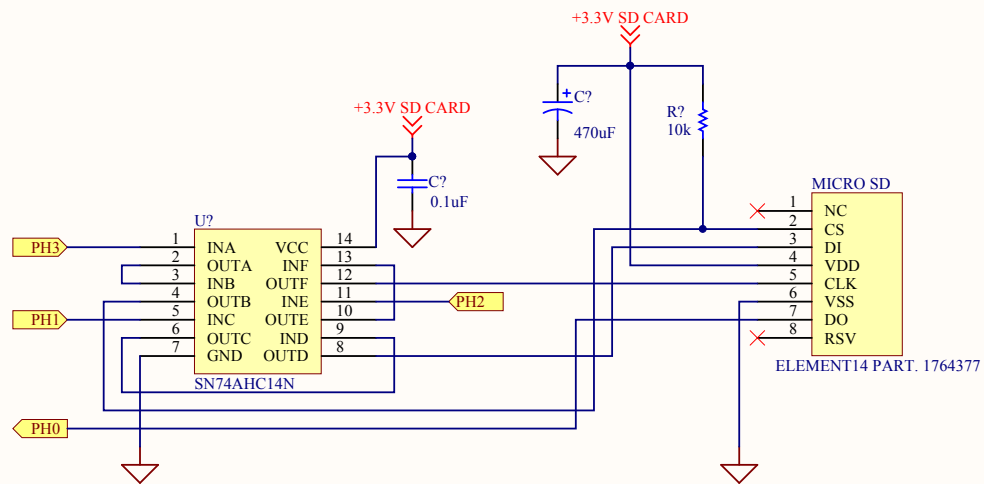 +3.3V SD CARD
C?
470uF
R?
10k
+3.3V SD CARD
C?
0.1uF
MICRO SD
1 NC
2 CS
3 DI
4 VDD
5 CLK
6 VSS
7 DO
8 RSV
ELEMENT14 PART. 1764377
U?
PH3 1 INA VCC 14
2 OUTA INF 13
3 INB OUTF 12
4 OUTB INE 11 PH2
PH1 5 INC OUTE 10
6 OUTC IND 9
7 GND OUTD 8
SN74AHC14N
PH0